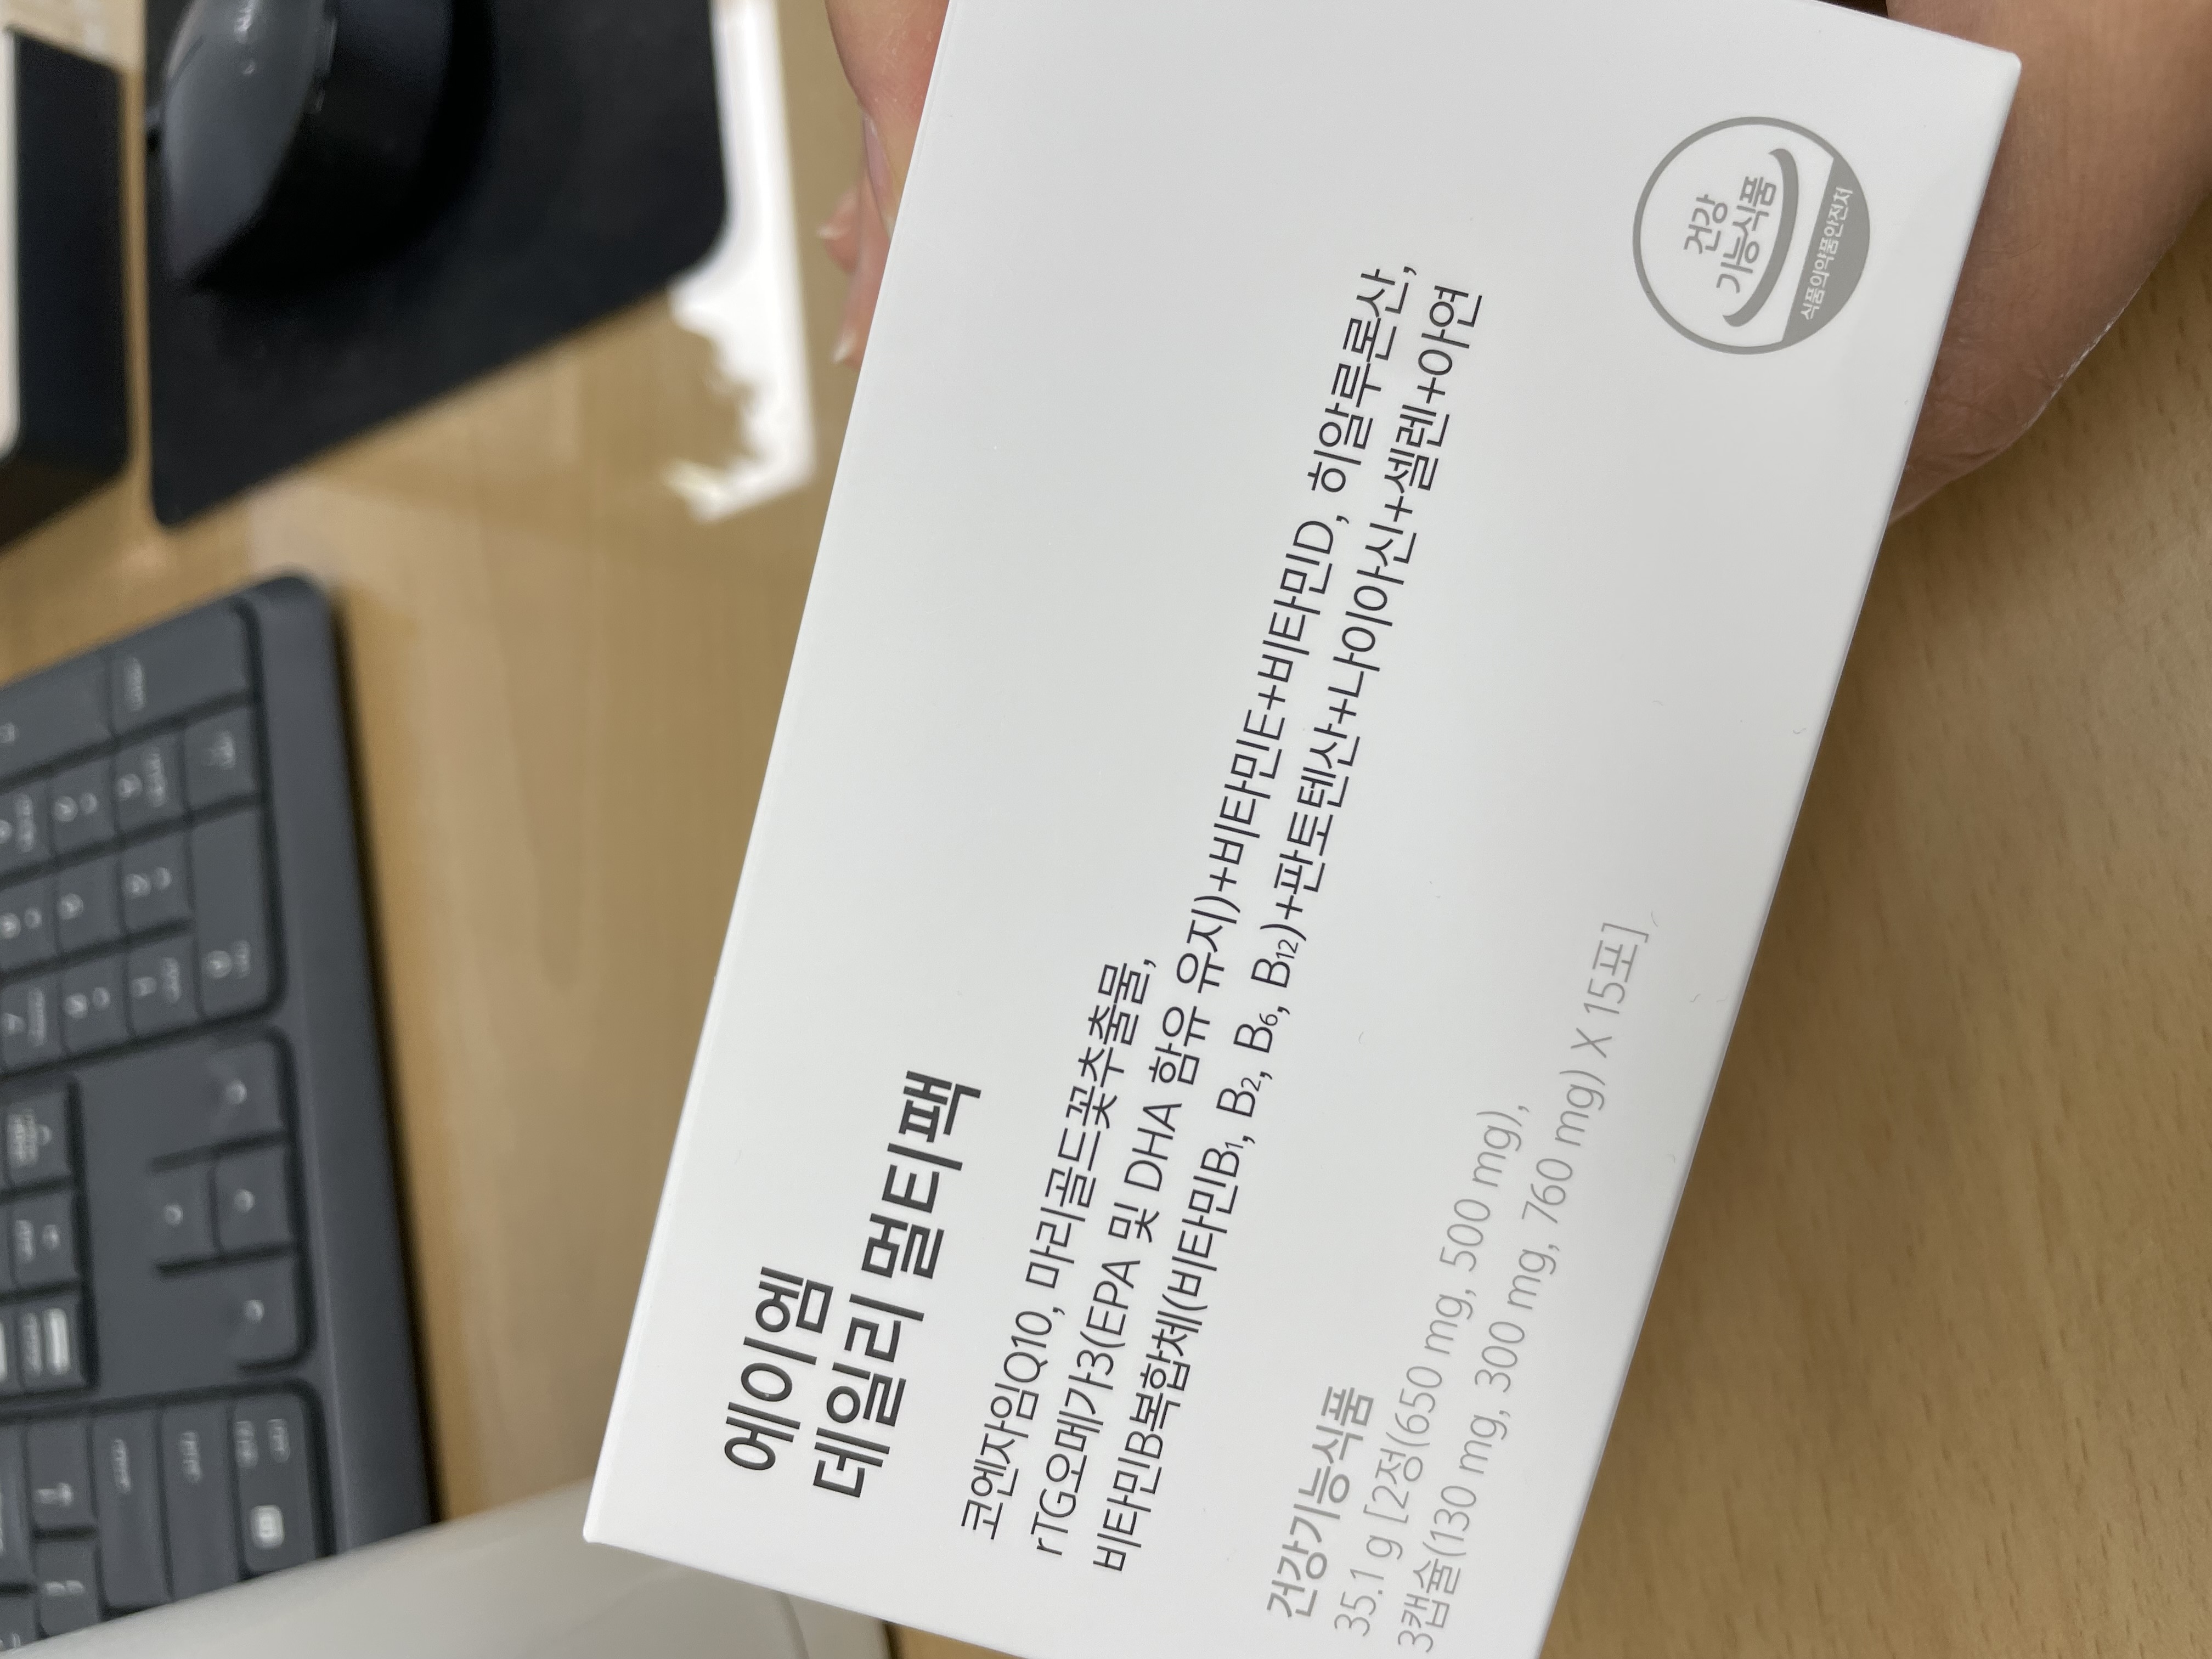 에이엠
데일리 멀티팩
코엔자임Q10, 마리골드꽃추출물,
rTG오메가3(EPA 및 DHA 함유 유지)+비타민E+비타민D, 히알루론산,
비타민B복합체(비타민B₁, B₂, B₆, B₁₂)+판토텐산+나이아신+셀렌+아연
건강기능식품
35.1 g [2정(650 mg, 500 mg),
3캡슐(130 mg, 300 mg, 760 mg) X 15포]
건강
기능식품
식품의약품안전처